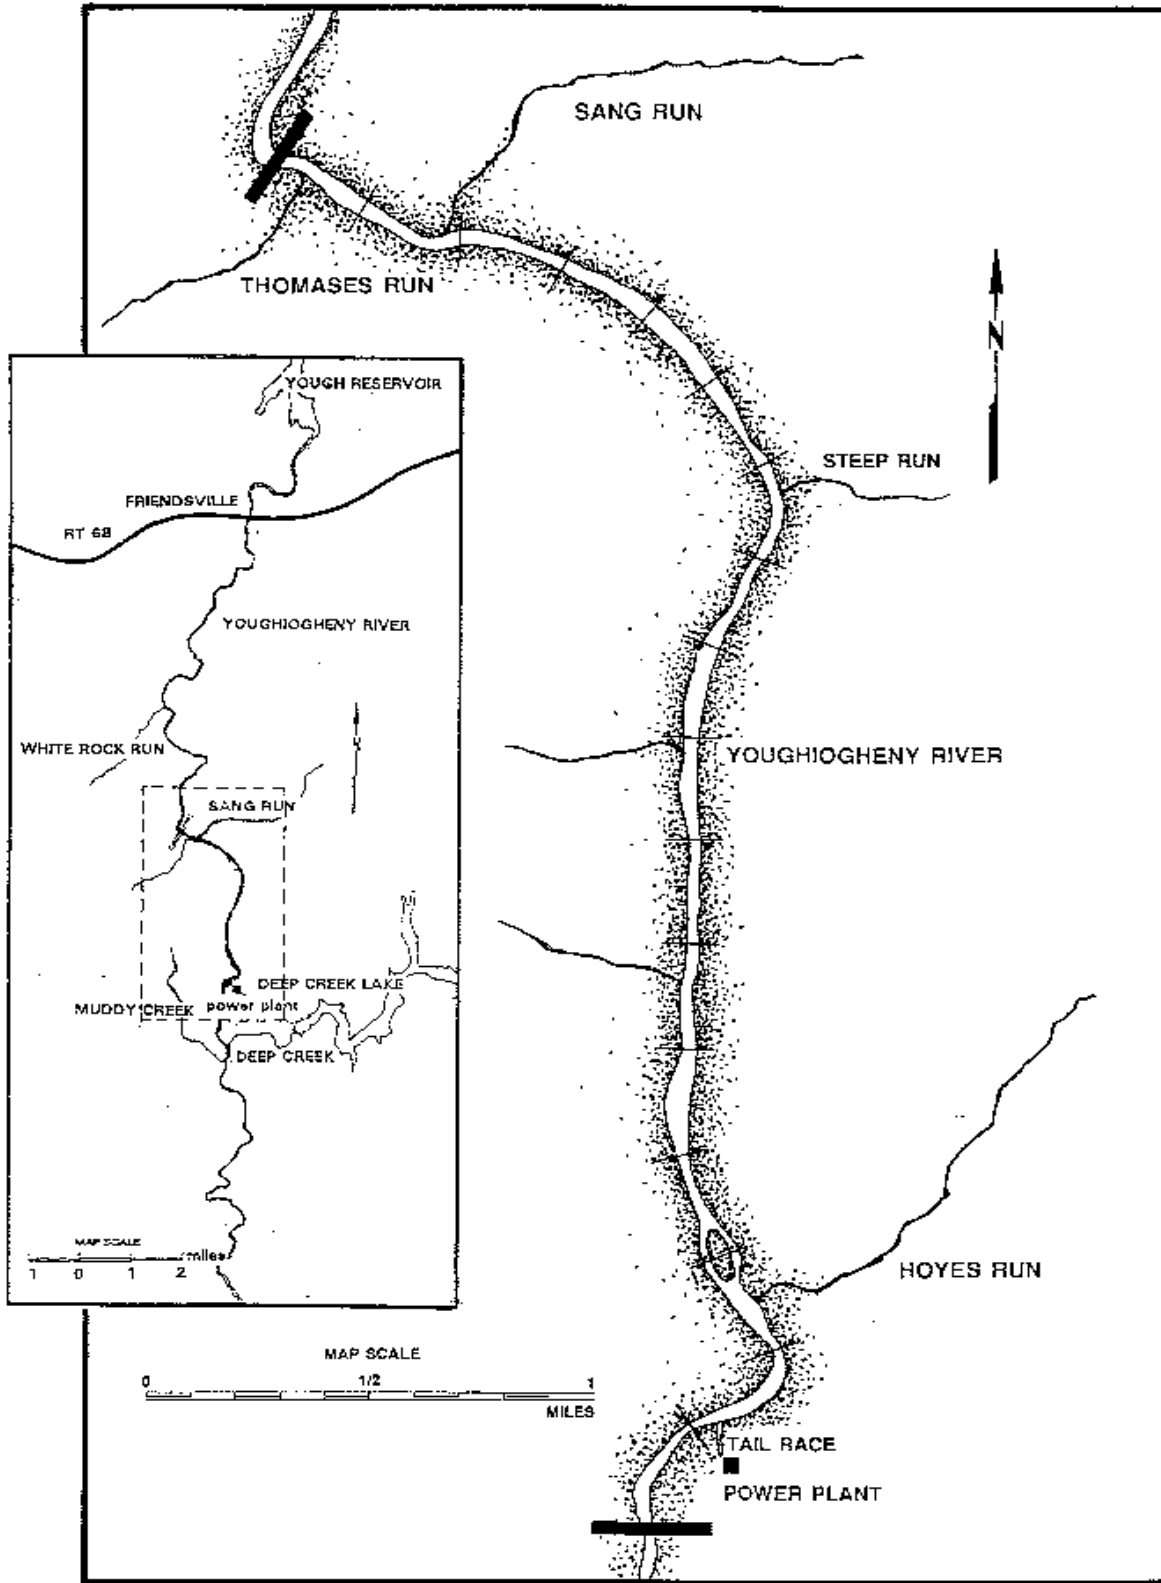 SANG RUN
THOMASES RUN
N
STEEP RUN
YOUGHIOGHENY RIVER
HOYES RUN
TAIL RACE
POWER PLANT
MAP SCALE
0 1/2 1
MILES
YOUGH RESERVOIR
FRIENDSVILLE
RT 68
YOUGHIOGHENY RIVER
WHITE ROCK RUN
N
SANG RUN
DEEP CREEK LAKE
MUDDY CREEK
power plant
DEEP CREEK
MAP SCALE
miles
1 0 1 2